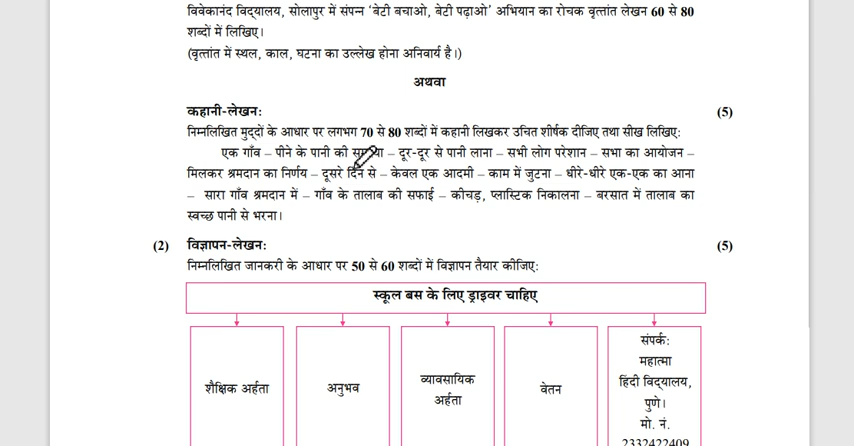 विवेकानंद विद्यालय, सोलापुर में संपन्न ‘बेटी बचाओ, बेटी पढ़ाओ’ अभियान का रोचक वृत्तांत लेखन 60 से 80
शब्दों में लिखिए।
(वृत्तांत में स्थल, काल, घटना का उल्लेख होना अनिवार्य है।)
अथवा
कहानी-लेखन: (5)
निम्नलिखित मुद्दों के आधार पर लगभग 70 से 80 शब्दों में कहानी लिखकर उचित शीर्षक दीजिए तथा सीख लिखिए:
एक गाँव – पीने के पानी की – दूर-दूर से पानी लाना – सभी लोग परेशान – सभा का आयोजन –
मिलकर श्रमदान का निर्णय – दूसरे दिन से – केवल एक आदमी – काम में जुटना – धीरे-धीरे एक-एक का आना
– सारा गाँव श्रमदान में – गाँव के तालाब की सफाई – कीचड़, प्लास्टिक निकालना – बरसात में तालाब का
स्वच्छ पानी से भरना।
(2) विज्ञापन-लेखन: (5)
निम्नलिखित जानकरी के आधार पर 50 से 60 शब्दों में विज्ञापन तैयार कीजिए:
स्कूल बस के लिए ड्राइवर चाहिए
शैक्षिक अर्हता
अनुभव
व्यावसायिक
अर्हता
वेतन
संपर्क:
महात्मा
हिंदी विद्यालय,
पुणे।
मो. नं.
2332422409